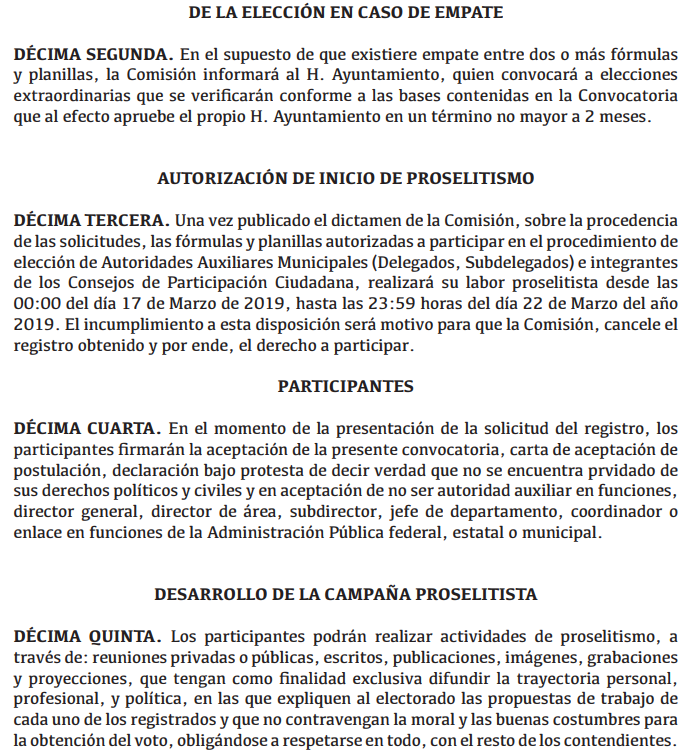 DE LA ELECCIÓN EN CASO DE EMPATE
DÉCIMA SEGUNDA. En el supuesto de que existiere empate entre dos o más fórmulas
y planillas, la Comisión informará al H. Ayuntamiento, quien convocará a elecciones
extraordinarias que se verificarán conforme a las bases contenidas en la Convocatoria
que al efecto apruebe el propio H. Ayuntamiento en un término no mayor a 2 meses.
AUTORIZACIÓN DE INICIO DE PROSELITISMO
DÉCIMA TERCERA. Una vez publicado el dictamen de la Comisión, sobre la procedencia
de las solicitudes, las fórmulas y planillas autorizadas a participar en el procedimiento de
elección de Autoridades Auxiliares Municipales (Delegados, Subdelegados) e integrantes
de los Consejos de Participación Ciudadana, realizará su labor proselitista desde las
00:00 del día 17 de Marzo de 2019, hasta las 23:59 horas del día 22 de Marzo del año
2019. El incumplimiento a esta disposición será motivo para que la Comisión, cancele el
registro obtenido y por ende, el derecho a participar.
PARTICIPANTES
DÉCIMA CUARTA. En el momento de la presentación de la solicitud del registro, los
participantes firmarán la aceptación de la presente convocatoria, carta de aceptación de
postulación, declaración bajo protesta de decir verdad que no se encuentra prvidado de
sus derechos políticos y civiles y en aceptación de no ser autoridad auxiliar en funciones,
director general, director de área, subdirector, jefe de departamento, coordinador o
enlace en funciones de la Administración Pública federal, estatal o municipal.
DESARROLLO DE LA CAMPAÑA PROSELITISTA
DÉCIMA QUINTA. Los participantes podrán realizar actividades de proselitismo, a
través de: reuniones privadas o públicas, escritos, publicaciones, imágenes, grabaciones
y proyecciones, que tengan como finalidad exclusiva difundir la trayectoria personal,
profesional, y política, en las que expliquen al electorado las propuestas de trabajo de
cada uno de los registrados y que no contravengan la moral y las buenas costumbres para
la obtención del voto, obligándose a respetarse en todo, con el resto de los contendientes.